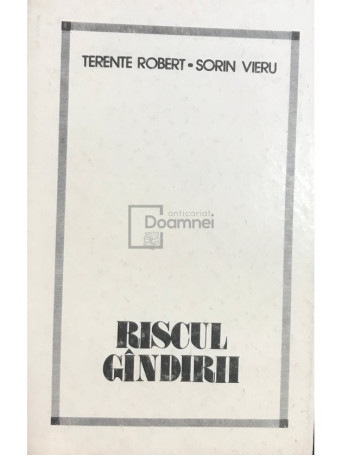 TERENTE ROBERT • SORIN VIERU
anticariat
Doamnei
RISCUL
GÎNDIRII